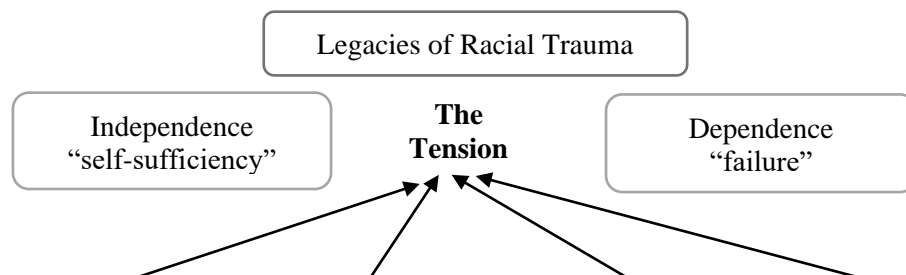 Legacies of Racial Trauma
Independence
“self-sufficiency”
The
Tension
Dependence
“failure”